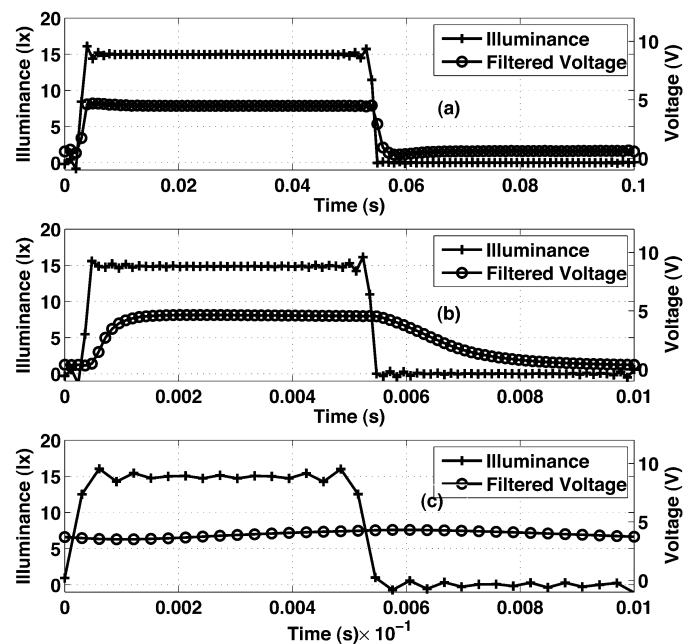 20
15
10
5
0
Illuminance (lx)
Illuminance
Filtered Voltage
(a)
10
5
0
Voltage (V)
0 0.02 0.04 0.06 0.08 0.1
Time (s)
20
15
10
5
0
Illuminance (lx)
Illuminance
Filtered Voltage
(b)
10
5
0
Voltage (V)
0 0.002 0.004 0.006 0.008 0.01
Time (s)
20
15
10
5
0
Illuminance (lx)
Illuminance
Filtered Voltage
(c)
10
5
0
Voltage (V)
0 0.002 0.004 0.006 0.008 0.01
Time (s)× 10⁻¹